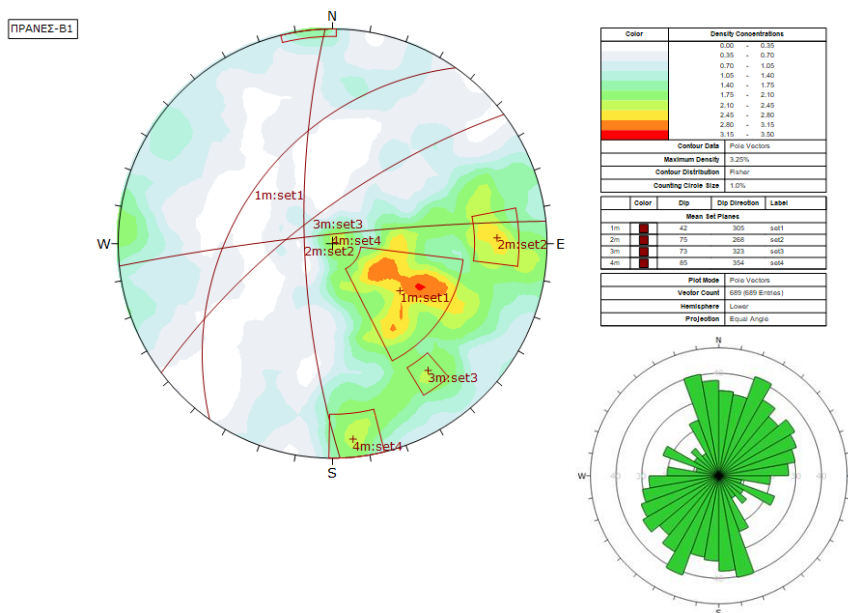 ΠΡΑΝΕΣ-B1
N
W
E
S
1m:set1
3m:set3
4m:set4
2m:set2
2m:set2
1m:set1
3m:set3
4m:set4
Color Density Concentrations
0.00 - 0.35
0.35 - 0.70
0.70 - 1.05
1.05 - 1.40
1.40 - 1.75
1.75 - 2.10
2.10 - 2.45
2.45 - 2.80
2.80 - 3.15
3.15 - 3.50
Contour Data Pole Vectors
Maximum Density 3.25%
Contour Distribution Fisher
Counting Circle Size 1.0%
Color Dip Dip Direction Label
Mean Set Planes
1m 42 305 set1
2m 75 268 set2
3m 73 323 set3
4m 85 354 set4
Plot Mode Pole Vectors
Vector Count 689 (689 Entries)
Hemisphere Lower
Projection Equal Angle
N
W
40
30
30
40
S